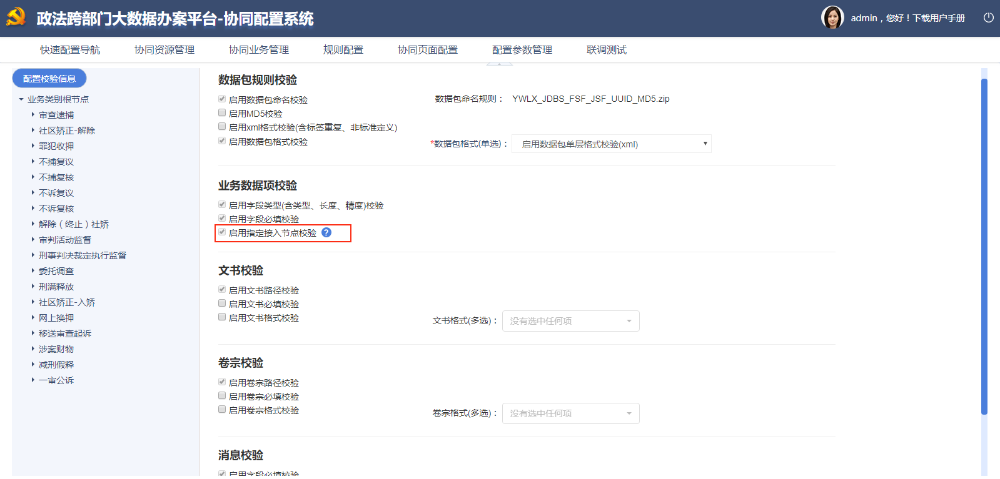 政法跨部门大数据办案平台-协同配置系统
admin，您好！下载用户手册
快速配置导航 协同资源管理 协同业务管理 规则配置 协同页面配置 配置参数管理 联调测试
配置校验信息
业务类别根节点
审查逮捕
社区矫正-解除
罪犯收押
不捕复议
不捕复核
不诉复议
不诉复核
解除（终止）社矫
审判活动监督
刑事判决裁定执行监督
委托调查
刑满释放
社区矫正-入矫
网上换押
移送审查起诉
涉案财物
减刑假释
一审公诉
数据包规则校验
启用数据包命名校验 数据包命名规则： YWLX_JDBS_FSF_JSF_UUID_MD5.zip
启用MD5校验
启用xml格式校验(含标签重复、非标准定义)
启用数据包格式校验 *数据包格式(单选)： 启用数据包单层格式校验(xml)
业务数据项校验
启用字段类型(含类型、长度、精度)校验
启用字段必填校验
启用指定接入节点校验 ?
文书校验
启用文书路径校验
启用文书必填校验
启用文书格式校验 文书格式(多选)： 没有选中任何项
卷宗校验
启用卷宗路径校验
启用卷宗必填校验
启用卷宗格式校验 卷宗格式(多选)： 没有选中任何项
消息校验
启用字段必填校验